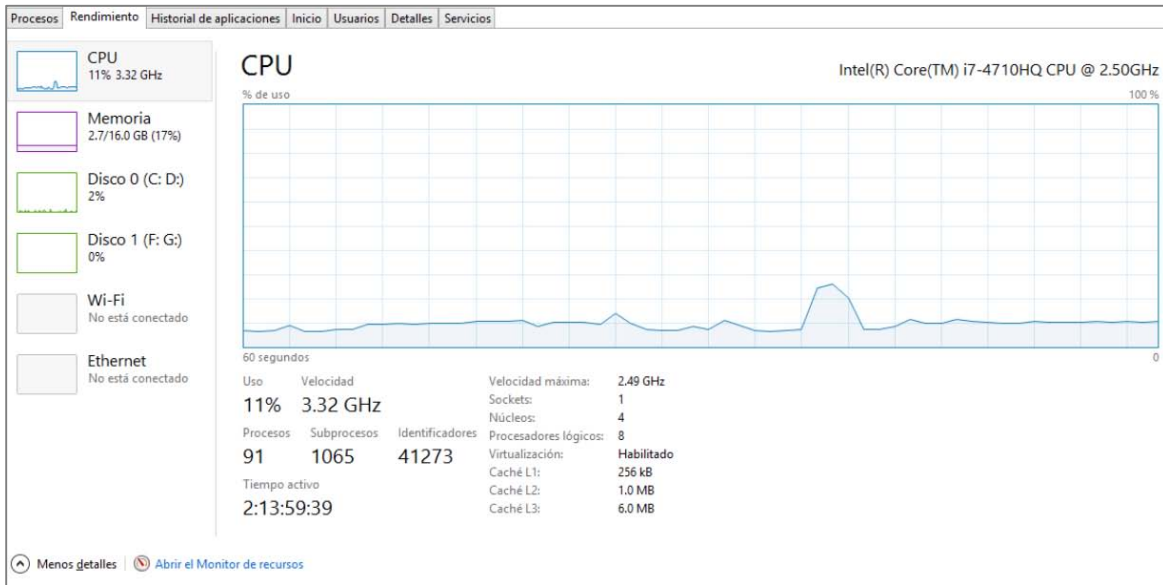 Procesos Rendimiento Historial de aplicaciones Inicio Usuarios Detalles Servicios
CPU
11% 3.32 GHz
Memoria
2.7/16.0 GB (17%)
Disco 0 (C: D:)
2%
Disco 1 (F: G:)
0%
Wi-Fi
No está conectado
Ethernet
No está conectado
CPU
Intel(R) Core(TM) i7-4710HQ CPU @ 2.50GHz
% de uso 100 %
60 segundos 0
Uso Velocidad
11% 3.32 GHz
Procesos Subprocesos Identificadores
91 1065 41273
Tiempo activo
2:13:59:39
Velocidad máxima: 2.49 GHz
Sockets: 1
Núcleos: 4
Procesadores lógicos: 8
Virtualización: Habilitado
Caché L1: 256 kB
Caché L2: 1.0 MB
Caché L3: 6.0 MB
Menos detalles Abrir el Monitor de recursos